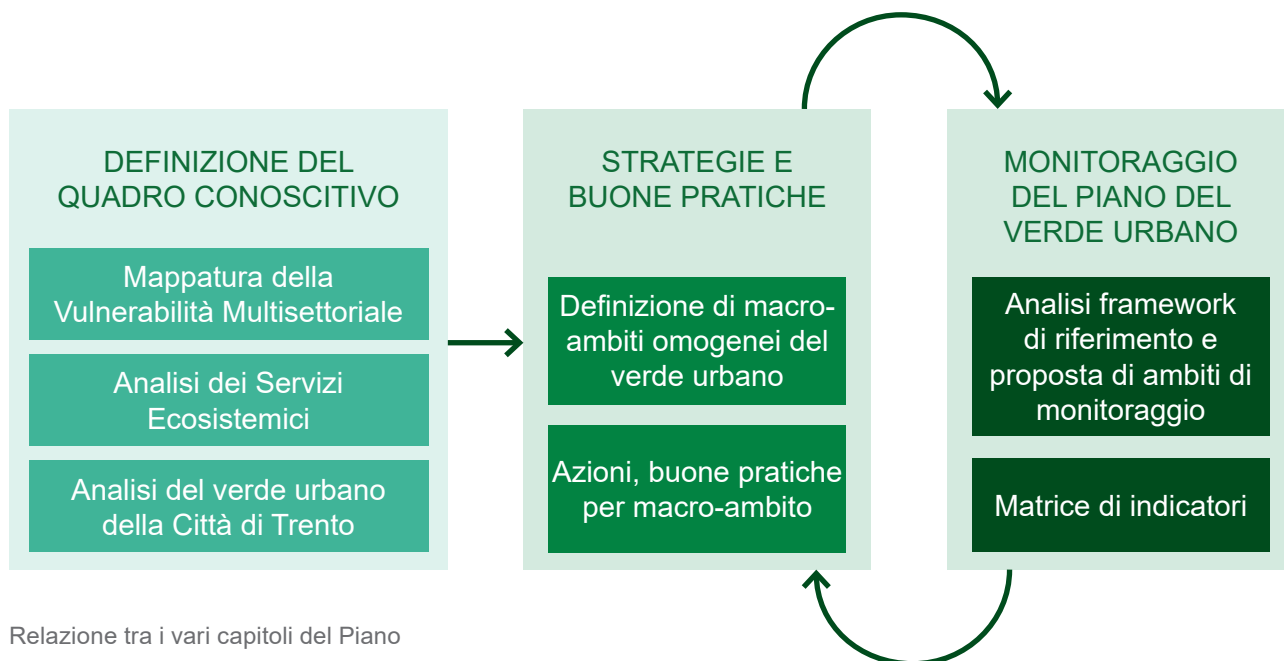 DEFINIZIONE DEL
QUADRO CONOSCITIVO
Mappatura della
Vulnerabilità Multisettoriale
Analisi dei Servizi
Ecosistemici
Analisi del verde urbano
della Città di Trento
STRATEGIE E
BUONE PRATICHE
Definizione di macro-
ambiti omogenei del
verde urbano
Azioni, buone pratiche
per macro-ambito
MONITORAGGIO
DEL PIANO DEL
VERDE URBANO
Analisi framework
di riferimento e
proposta di ambiti di
monitoraggio
Matrice di indicatori
Relazione tra i vari capitoli del Piano